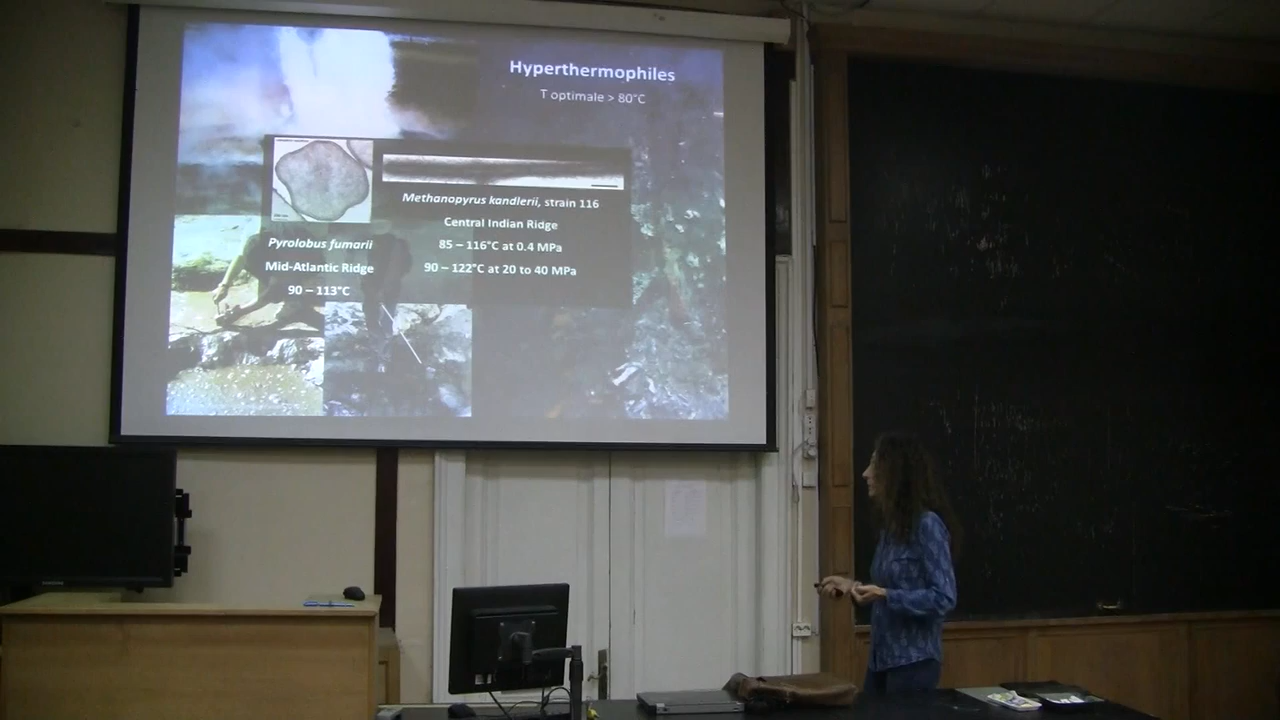 Hyperthermophiles
T optimale > 80°C
Methanopyrus kandlerii, strain 116
Central Indian Ridge
85 – 116°C at 0.4 MPa
90 – 122°C at 20 to 40 MPa
Pyrolobus fumarii
Mid-Atlantic Ridge
90 – 113°C